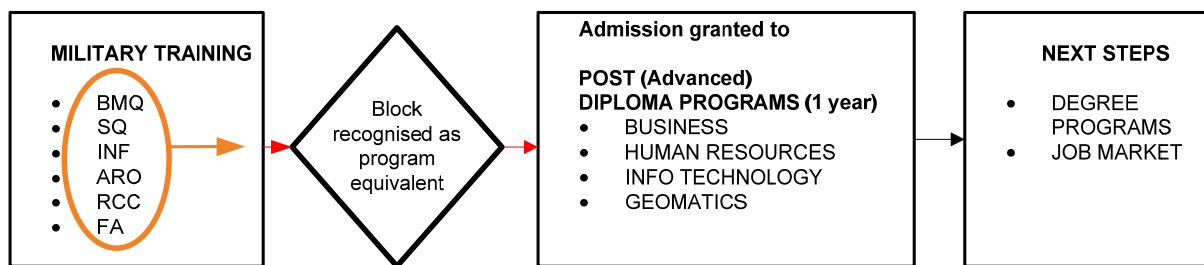 MILITARY TRAINING
• BMQ
• SQ
• INF
• ARO
• RCC
• FA
Block
recognised as
program
equivalent
Admission granted to
POST (Advanced)
DIPLOMA PROGRAMS (1 year)
• BUSINESS
• HUMAN RESOURCES
• INFO TECHNOLOGY
• GEOMATICS
NEXT STEPS
• DEGREE
PROGRAMS
• JOB MARKET